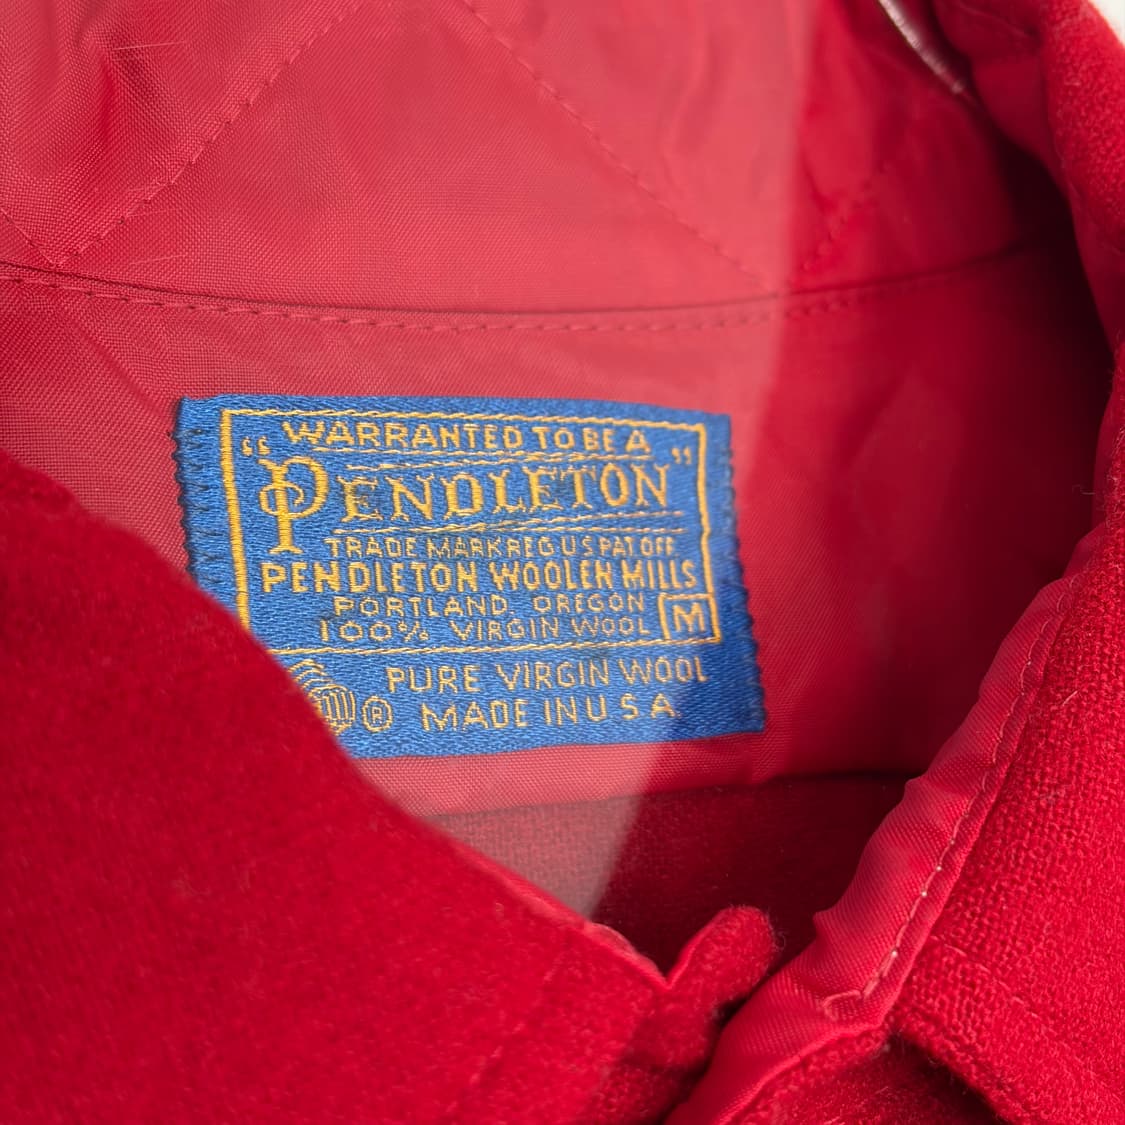 WARRANTED TO BE A
"PENDLETON"
TRADE MARK REG U S PAT. OFF.
PENDLETON WOOLEN MILLS
PORTLAND, OREGON
100% VIRGIN WOOL M
PURE VIRGIN WOOL
® MADE IN U S A